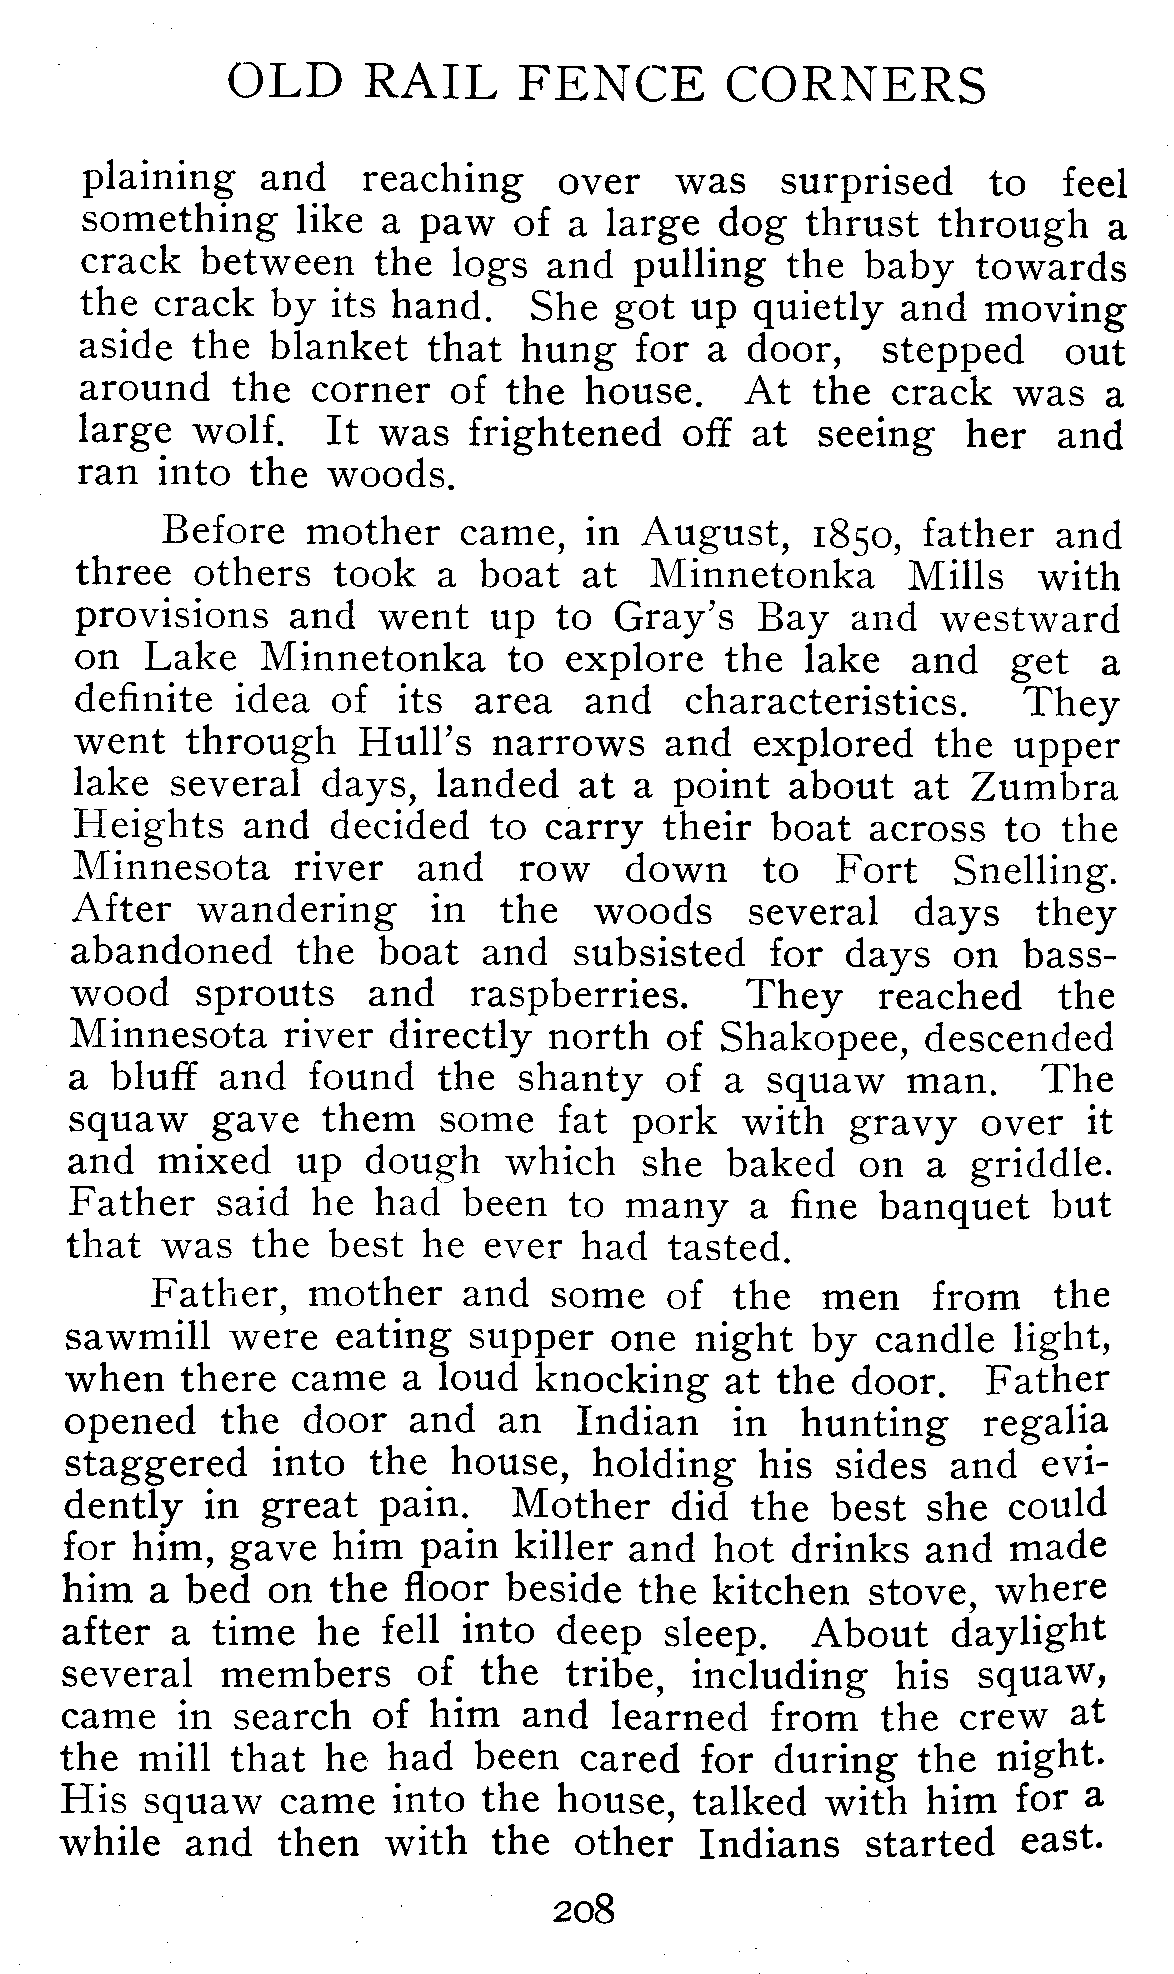 OLD RAIL FENCE CORNERS
plaining and reaching over was surprised to feel
something like a paw of a large dog thrust through a
crack between the logs and pulling the baby towards
the crack by its hand. She got up quietly and moving
aside the blanket that hung for a door, stepped out
around the corner of the house. At the crack was a
large wolf. It was frightened off at seeing her and
ran into the woods.
Before mother came, in August, 1850, father and
three others took a boat at Minnetonka Mills with
provisions and went up to Gray's Bay and westward
on Lake Minnetonka to explore the lake and get a
definite idea of its area and characteristics. They
went through Hull's narrows and explored the upper
lake several days, landed at a point about at Zumbra
Heights and decided to carry their boat across to the
Minnesota river and row down to Fort Snelling.
After wandering in the woods several days they
abandoned the boat and subsisted for days on bass-
wood sprouts and raspberries. They reached the
Minnesota river directly north of Shakopee, descended
a bluff and found the shanty of a squaw man. The
squaw gave them some fat pork with gravy over it
and mixed up dough which she baked on a griddle.
Father said he had been to many a fine banquet but
that was the best he ever had tasted.
Father, mother and some of the men from the
sawmill were eating supper one night by candle light,
when there came a loud knocking at the door. Father
opened the door and an Indian in hunting regalia
staggered into the house, holding his sides and evi-
dently in great pain. Mother did the best she could
for him, gave him pain killer and hot drinks and made
him a bed on the floor beside the kitchen stove, where
after a time he fell into deep sleep. About daylight
several members of the tribe, including his squaw,
came in search of him and learned from the crew at
the mill that he had been cared for during the night.
His squaw came into the house, talked with him for a
while and then with the other Indians started east.
208